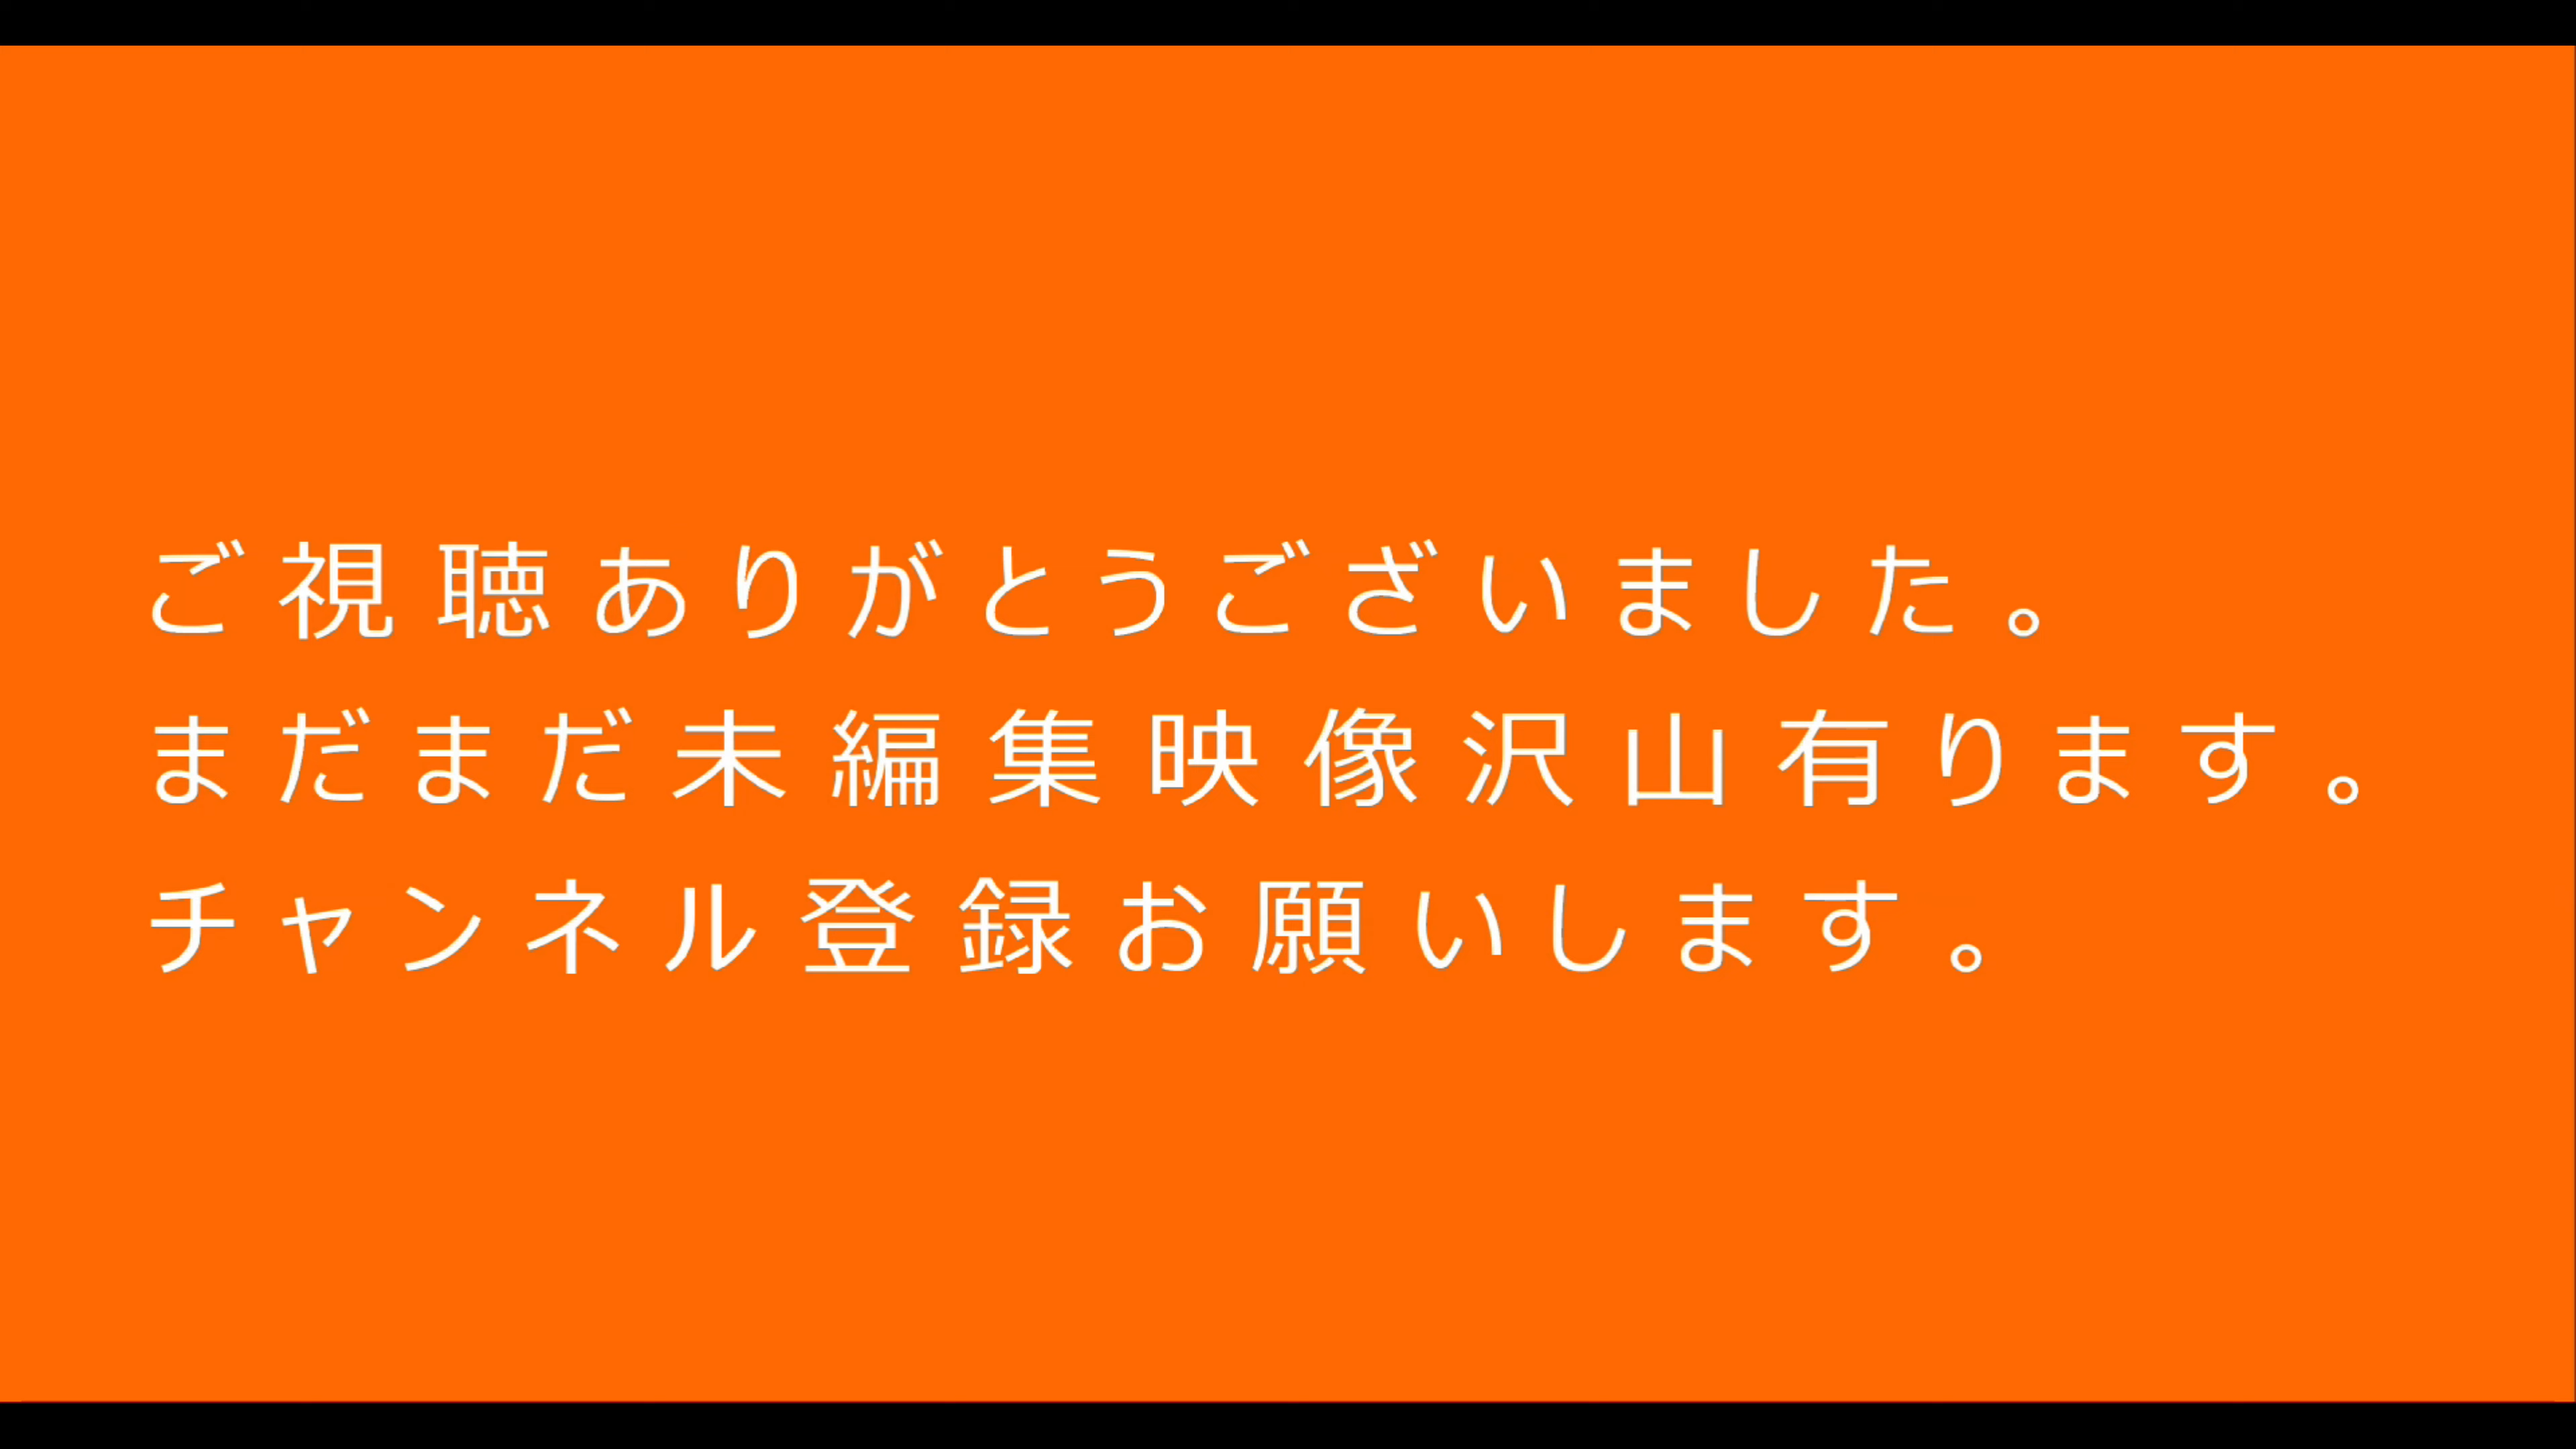 ご視聴ありがとうございました。
まだまだ未編集映像沢山有ります。
チャンネル登録お願いします。